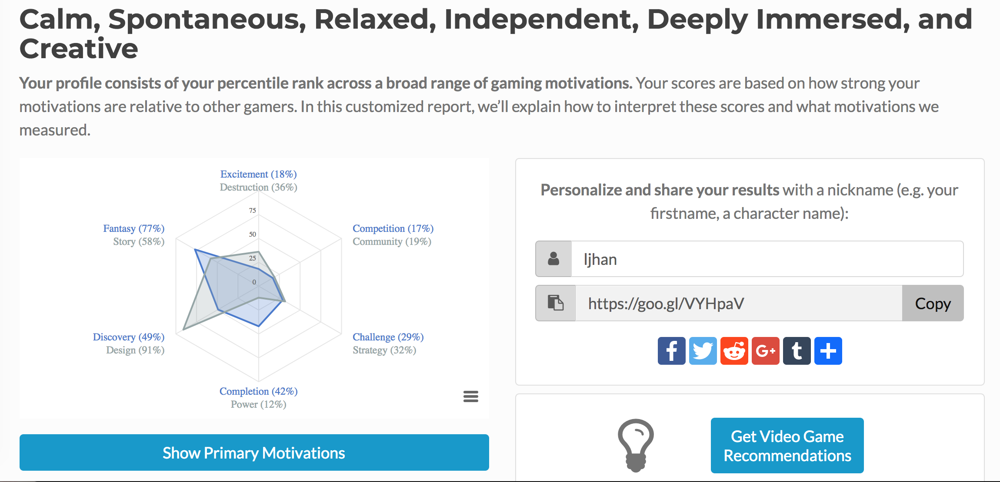 Calm, Spontaneous, Relaxed, Independent, Deeply Immersed, and
Creative
Your profile consists of your percentile rank across a broad range of gaming motivations. Your scores are based on how strong your
motivations are relative to other gamers. In this customized report, we’ll explain how to interpret these scores and what motivations we
measured.
Excitement (18%)
Destruction (36%)
75
50
25
0
Fantasy (77%)
Story (58%)
Competition (17%)
Community (19%)
Discovery (49%)
Design (91%)
Challenge (29%)
Strategy (32%)
Completion (42%)
Power (12%)
Show Primary Motivations
Personalize and share your results with a nickname (e.g. your
firstname, a character name):
ljhan
https://goo.gl/VYHpaV
Copy
f
G+
t
Get Video Game
Recommendations